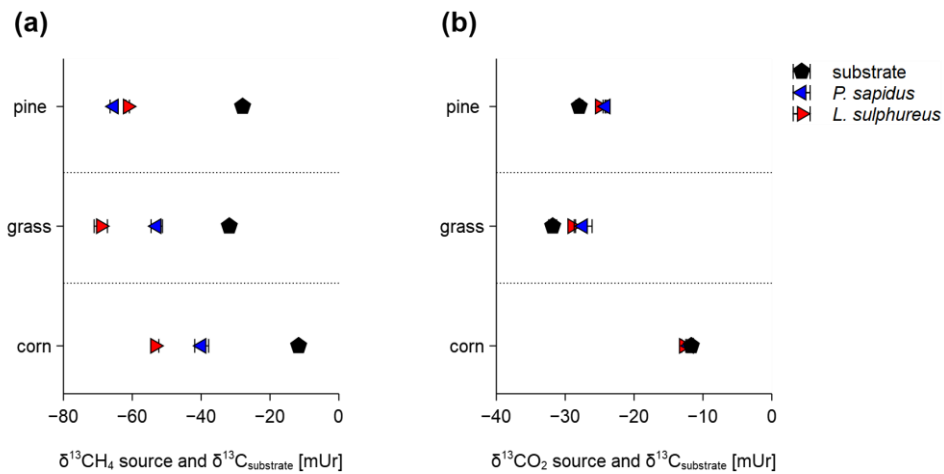 (a)
pine
grass
corn
−80 −60 −40 −20 0
δ¹³CH₄ source and δ¹³Csubstrate [mUr]
(b)
pine
grass
corn
−40 −30 −20 −10 0
δ¹³CO₂ source and δ¹³Csubstrate [mUr]
substrate
P. sapidus
L. sulphureus